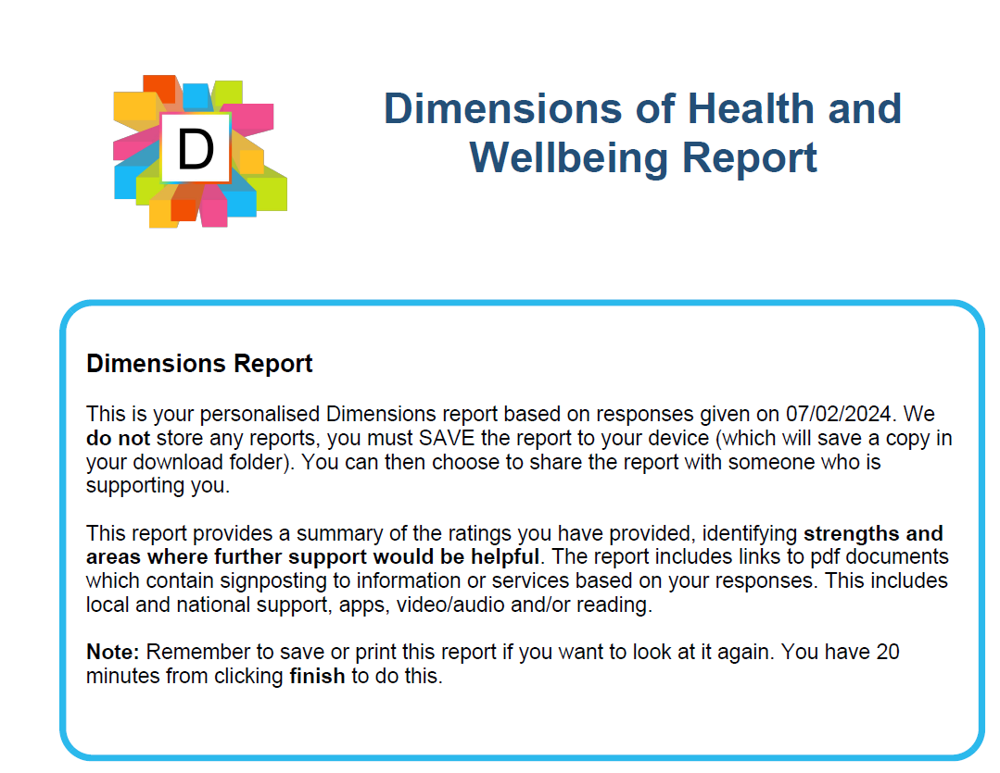 D
Dimensions of Health and
Wellbeing Report
Dimensions Report
This is your personalised Dimensions report based on responses given on 07/02/2024. We
do not store any reports, you must SAVE the report to your device (which will save a copy in
your download folder). You can then choose to share the report with someone who is
supporting you.
This report provides a summary of the ratings you have provided, identifying strengths and
areas where further support would be helpful. The report includes links to pdf documents
which contain signposting to information or services based on your responses. This includes
local and national support, apps, video/audio and/or reading.
Note: Remember to save or print this report if you want to look at it again. You have 20
minutes from clicking finish to do this.